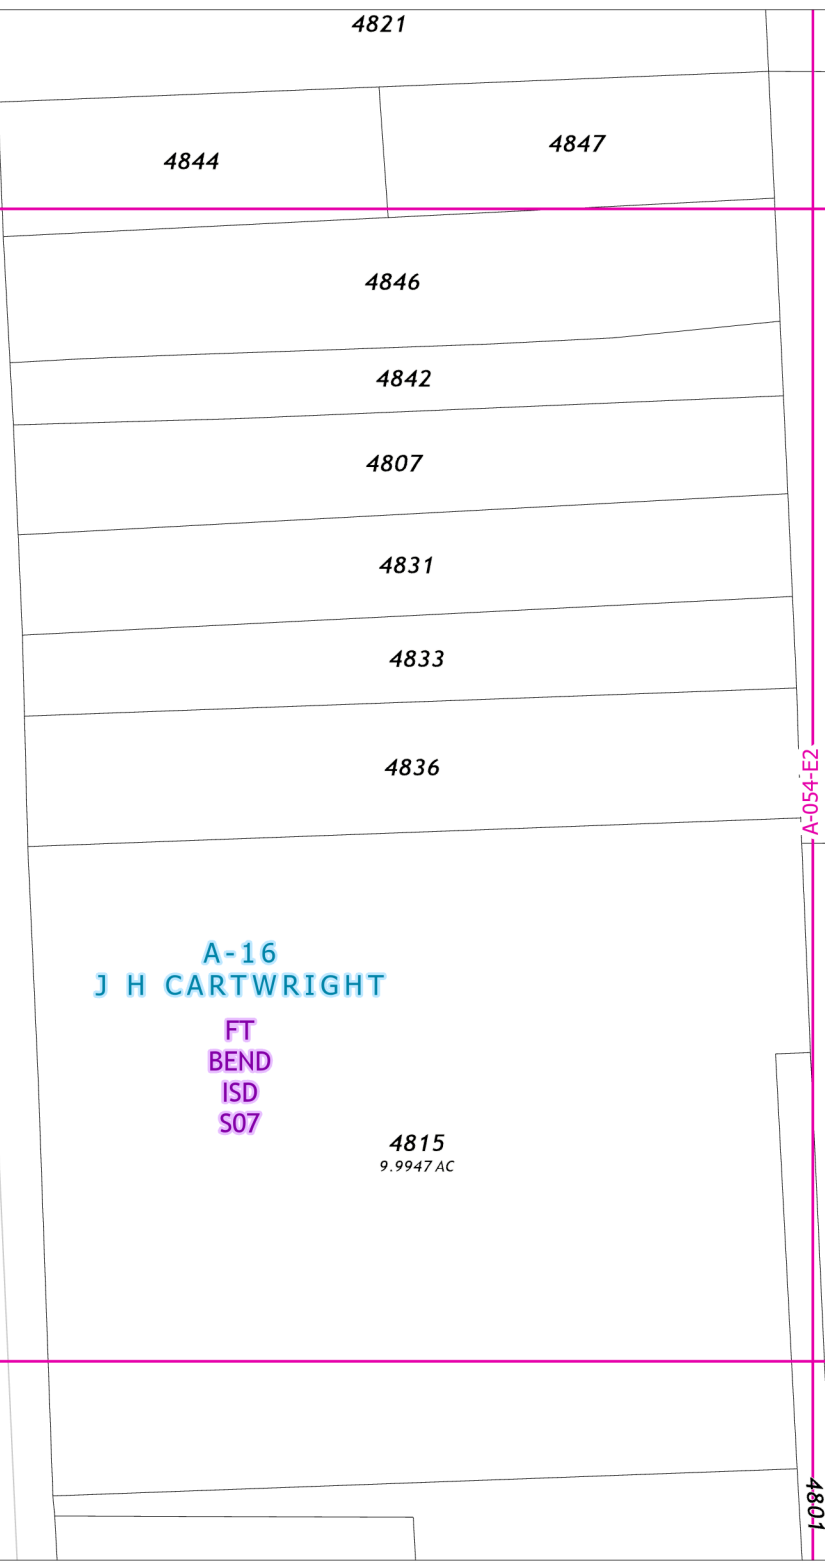 4821
4844
4847
4846
4842
4807
4831
4833
4836
A-054-E2
A-16
J H CARTWRIGHT
FT
BEND
ISD
S07
4815
9.9947 AC
4801